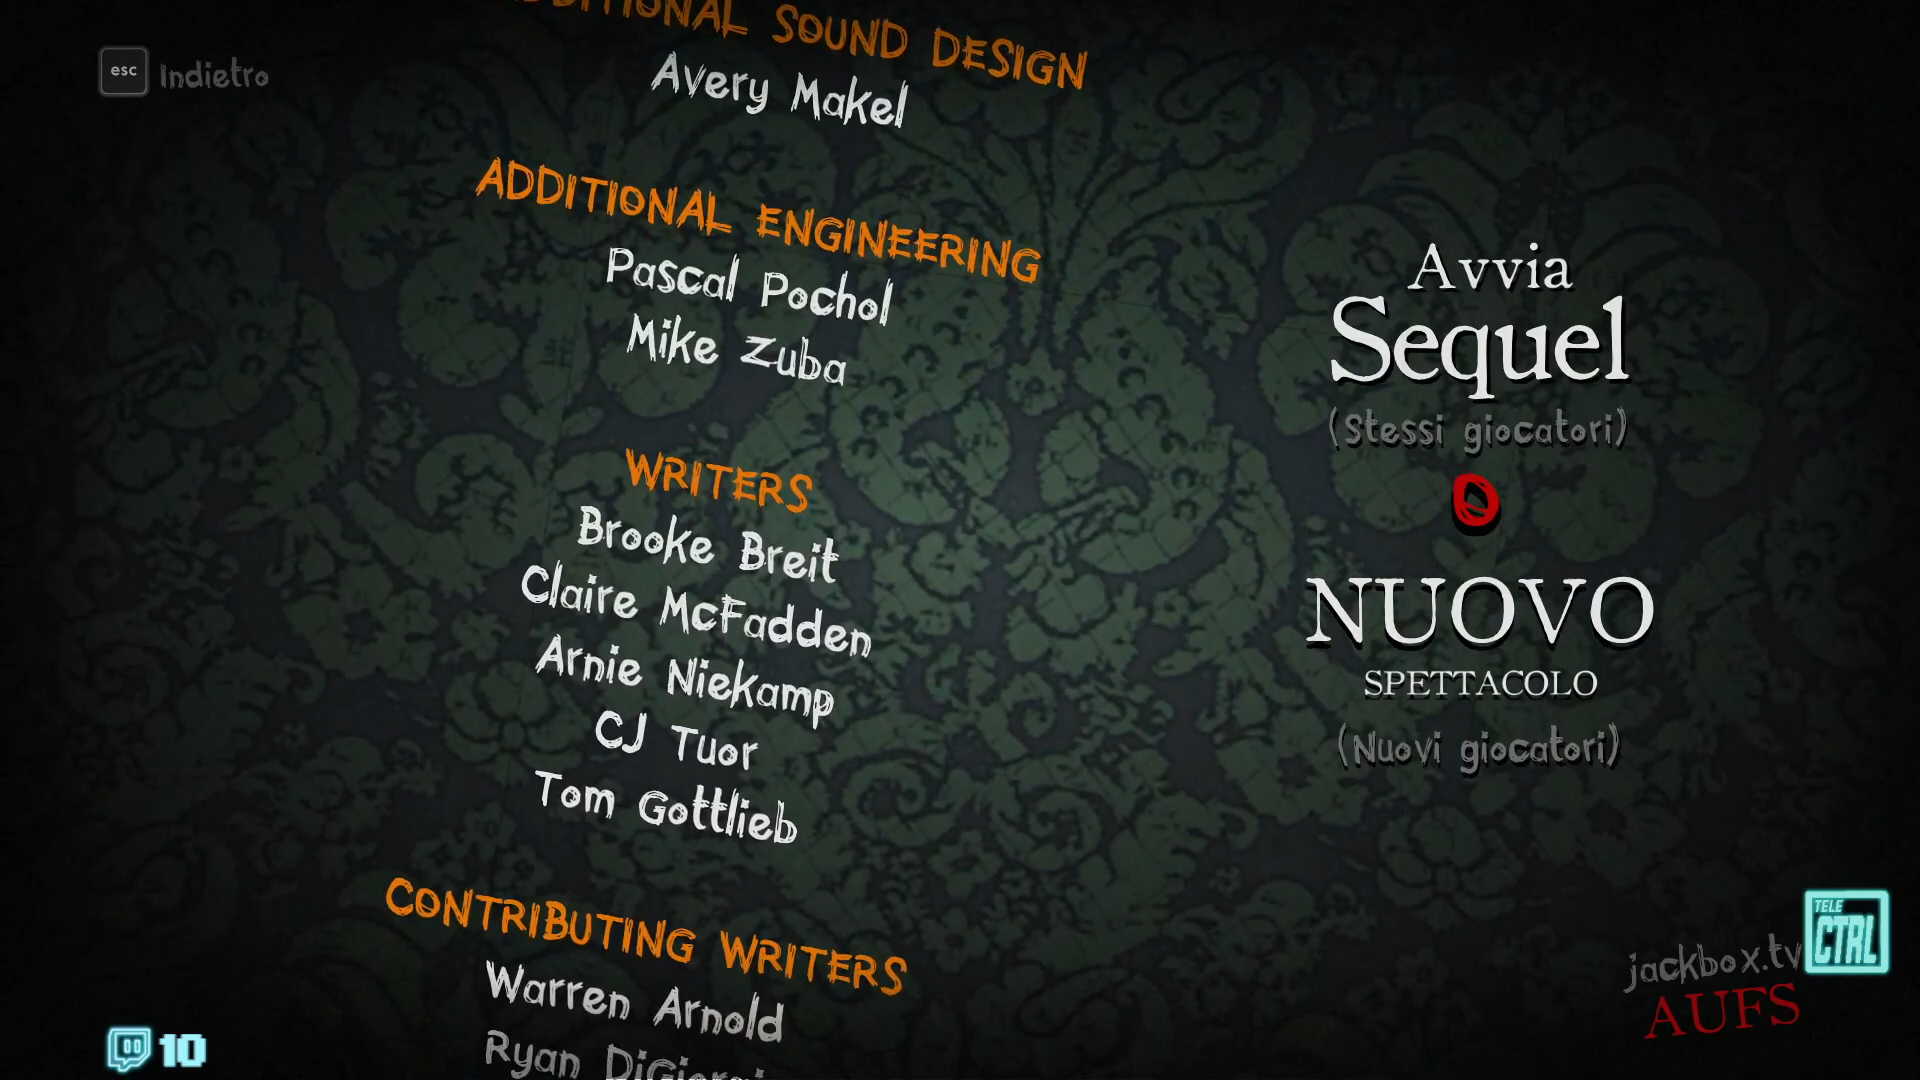 ADDITIONAL SOUND DESIGN
Avery Makel
esc Indietro
ADDITIONAL ENGINEERING
Pascal Pochol
Mike Zuba
WRITERS
Brooke Breit
Claire McFadden
Arnie Niekamp
CJ Tuor
Tom Gottlieb
CONTRIBUTING WRITERS
Warren Arnold
Ryan
Avvia
Sequel
(Stessi giocatori)
O
NUOVO
SPETTACOLO
(Nuovi giocatori)
TELE
CTRL
jackbox.tv
AUFS
10